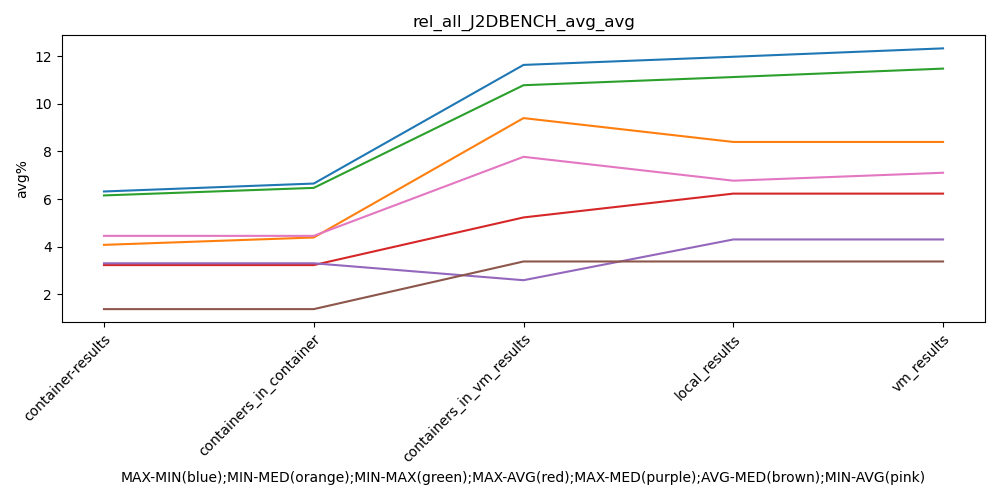 rel_all_J2DBENCH_avg_avg
avg%
12
10
8
6
4
2
container-results
containers_in_container
containers_in_vm_results
local_results
vm_results
MAX-MIN(blue);MIN-MED(orange);MIN-MAX(green);MAX-AVG(red);MAX-MED(purple);AVG-MED(brown);MIN-AVG(pink)